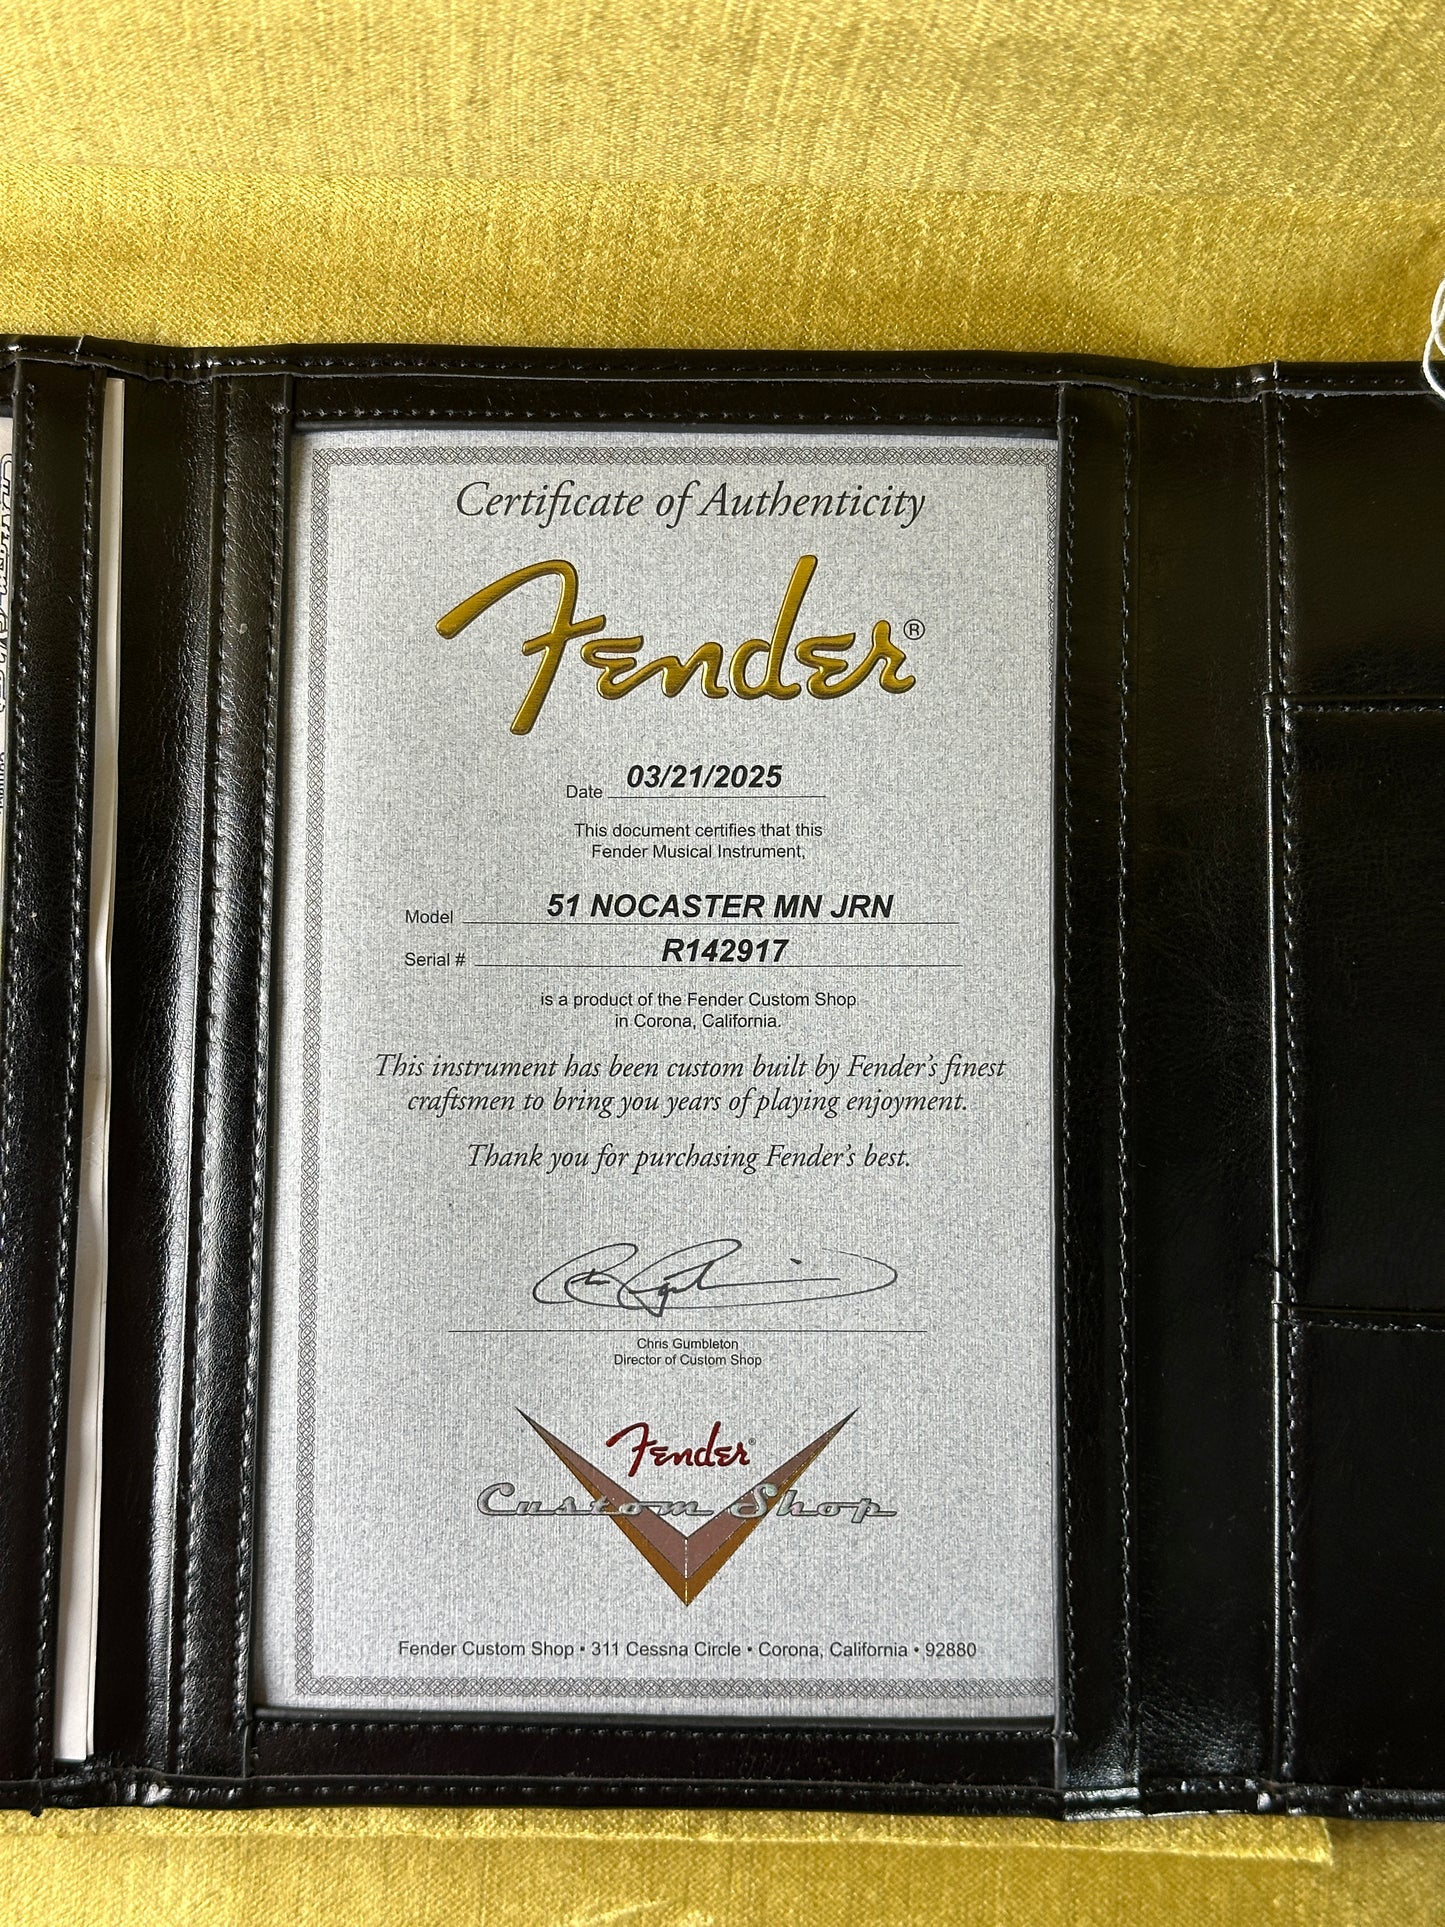 Certificate of Authenticity
Fender®
Date 03/21/2025
This document certifies that this
Fender Musical Instrument,
Model 51 NOCASTER MN JRN
Serial # R142917
is a product of the Fender Custom Shop
in Corona, California.
This instrument has been custom built by Fender's finest
craftsmen to bring you years of playing enjoyment.
Thank you for purchasing Fender's best.
Chris Gumbleton
Director of Custom Shop
Fender®
Custom Shop
Fender Custom Shop • 311 Cessna Circle • Corona, California • 92880